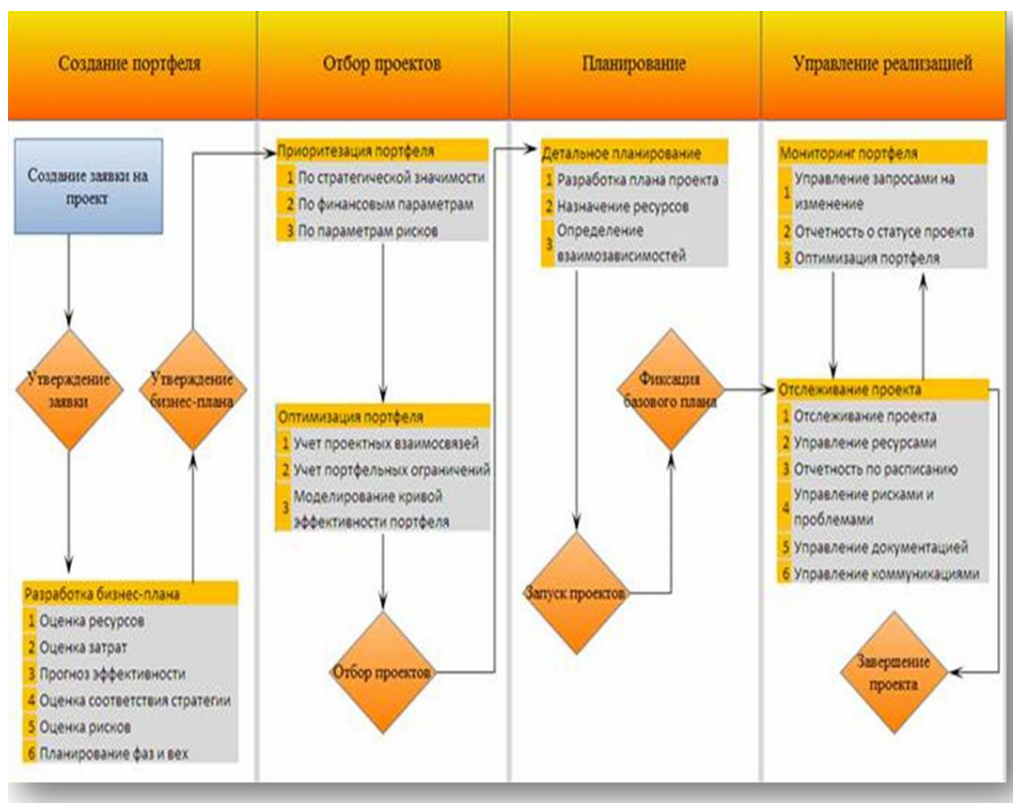 Создание портфеля
Отбор проектов
Планирование
Управление реализацией
Создание заявки на
проект
Утверждение
заявки
Утверждение
бизнес-плана
Разработка бизнес-плана
1 Оценка ресурсов
2 Оценка затрат
3 Прогноз эффективности
4 Оценка соответствия стратегии
5 Оценка рисков
6 Планирование фаз и вех
Приоритезация портфеля
1 По стратегической значимости
2 По финансовым параметрам
3 По параметрам рисков
Оптимизация портфеля
1 Учет проектных взаимосвязей
2 Учет портфельных ограничений
3 Моделирование кривой
эффективности портфеля
Отбор проектов
Детальное планирование
1 Разработка плана проекта
2 Назначение ресурсов
3 Определение
взаимозависимостей
Фиксация
базового плана
Запуск проектов
Мониторинг портфеля
1 Управление запросами на
изменение
2 Отчетность о статусе проекта
3 Оптимизация портфеля
Отслеживание проекта
1 Отслеживание проекта
2 Управление ресурсами
3 Отчетность по расписанию
4 Управление рисками и
проблемами
5 Управление документацией
6 Управление коммуникациями
Завершение
проекта